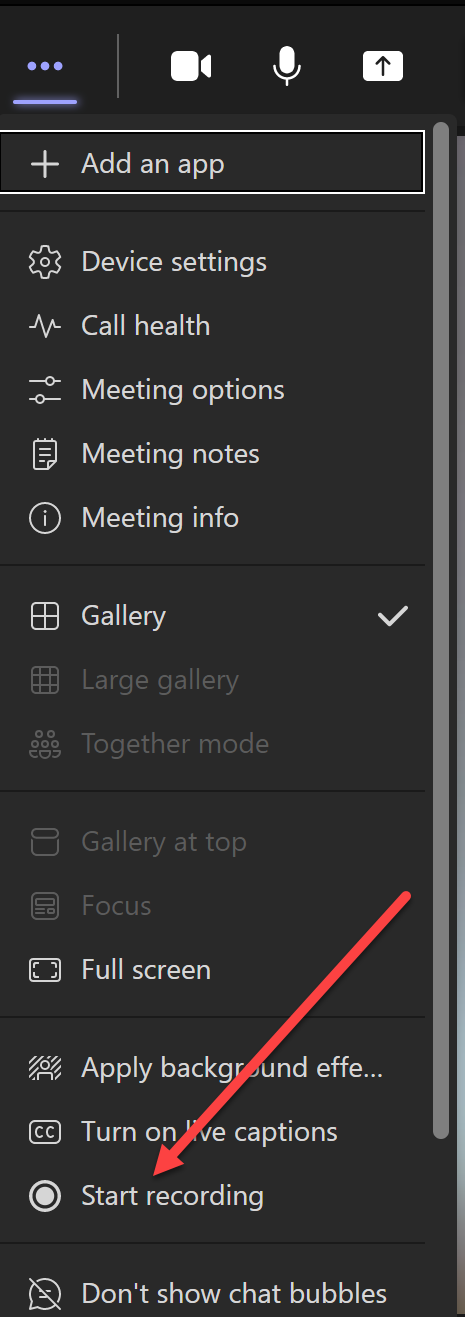 Add an app
Device settings
Call health
Meeting options
Meeting notes
Meeting info
Gallery
Large gallery
Together mode
Gallery at top
Focus
Full screen
Apply background effe...
CC Turn on live captions
Start recording
Don't show chat bubbles